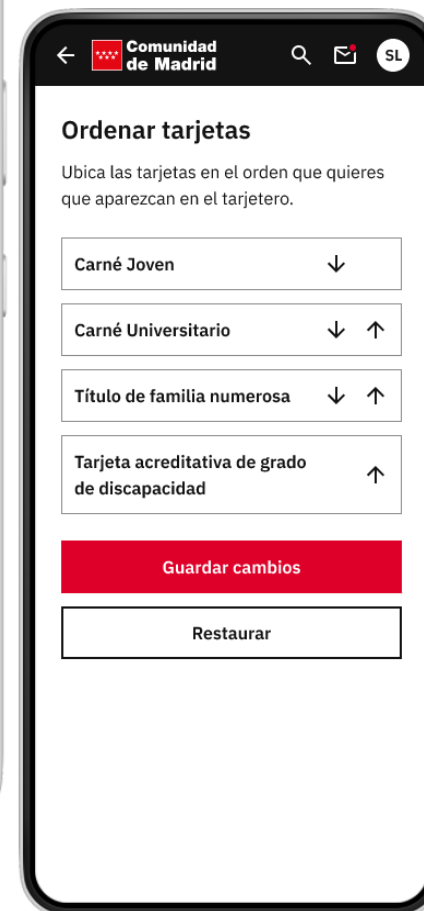 Comunidad
de Madrid
SL
Ordenar tarjetas
Ubica las tarjetas en el orden que quieres
que aparezcan en el tarjetero.
Carné Joven
Carné Universitario
Título de familia numerosa
Tarjeta acreditativa de grado
de discapacidad
Guardar cambios
Restaurar